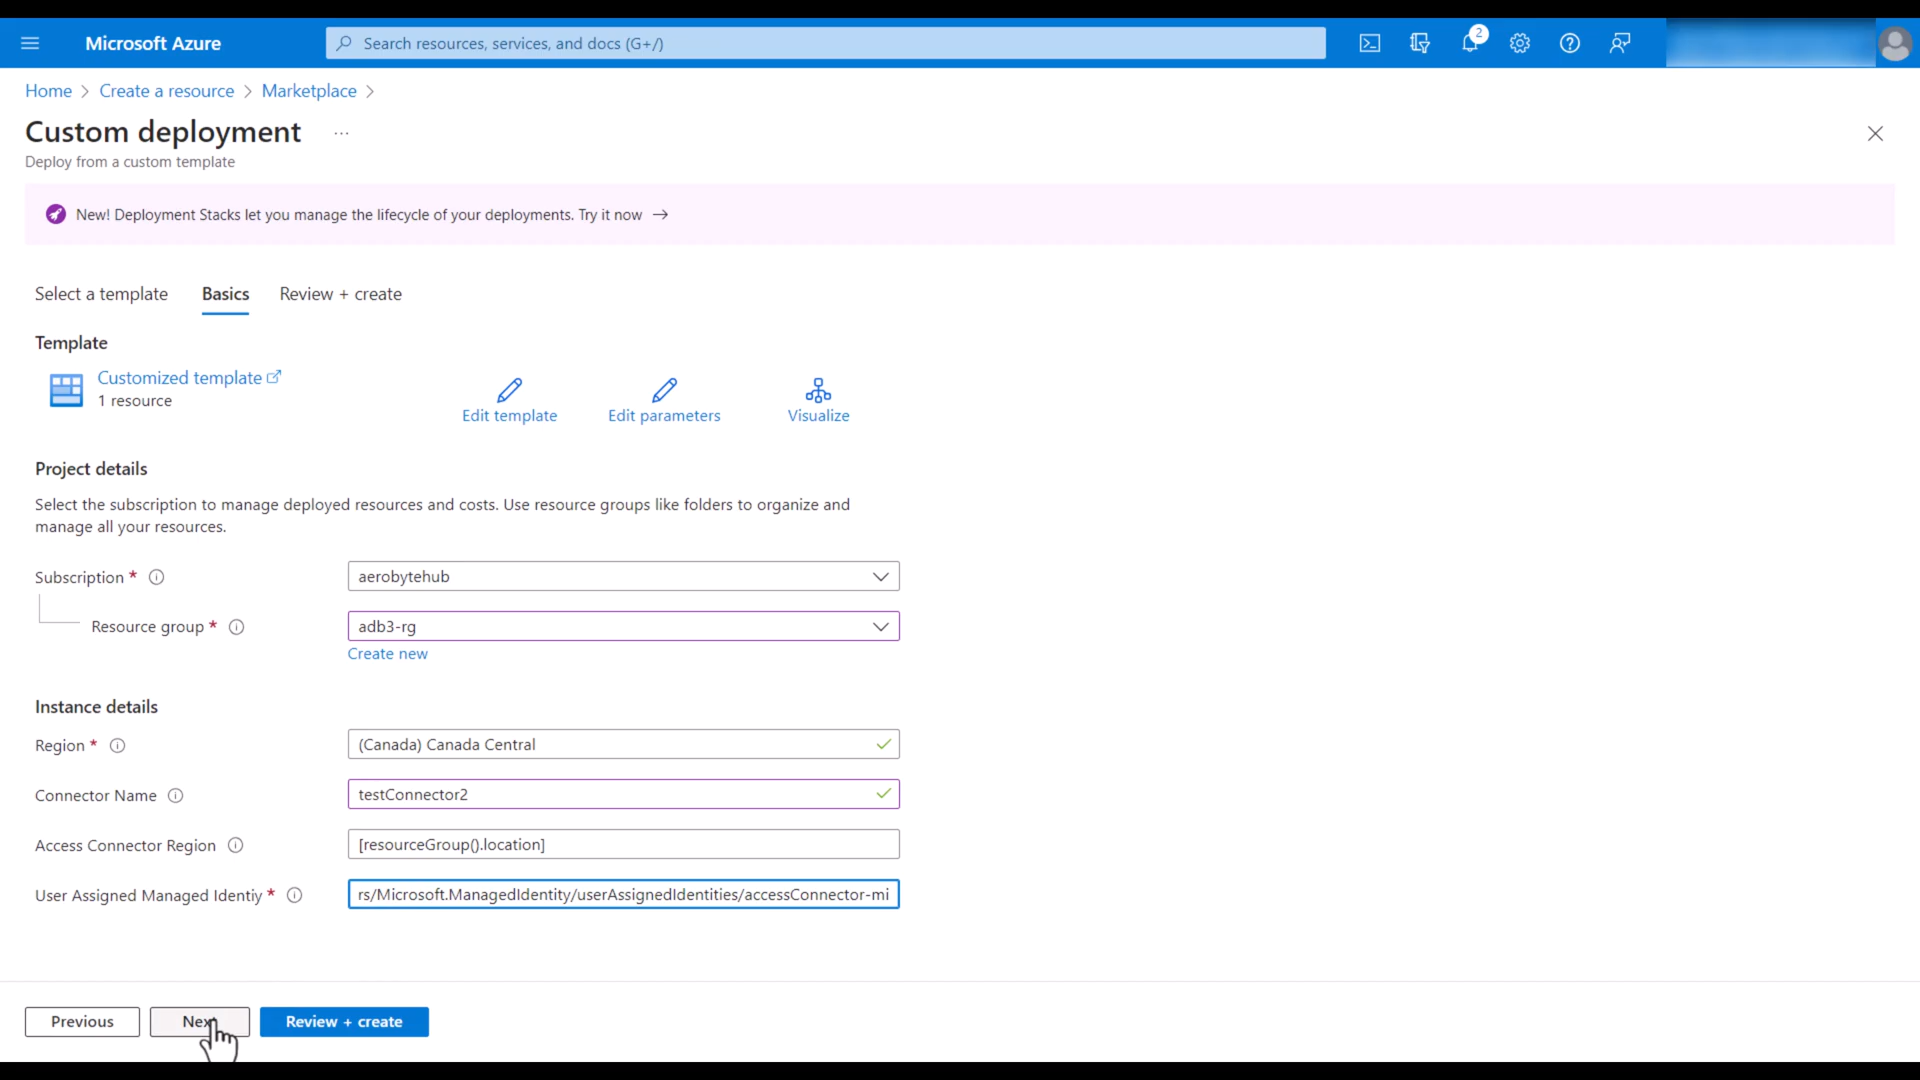 Microsoft Azure
Search resources, services, and docs (G+/)
2
Home > Create a resource > Marketplace >
Custom deployment ...
Deploy from a custom template
New! Deployment Stacks let you manage the lifecycle of your deployments. Try it now →
Select a template Basics Review + create
Template
Customized template
1 resource
Edit template Edit parameters Visualize
Project details
Select the subscription to manage deployed resources and costs. Use resource groups like folders to organize and
manage all your resources.
Subscription * aerobytehub
Resource group * adb3-rg
Create new
Instance details
Region * (Canada) Canada Central
Connector Name testConnector2
Access Connector Region [resourceGroup().location]
User Assigned Managed Identiy * rs/Microsoft.ManagedIdentity/userAssignedIdentities/accessConnector-mi
Previous Next Review + create